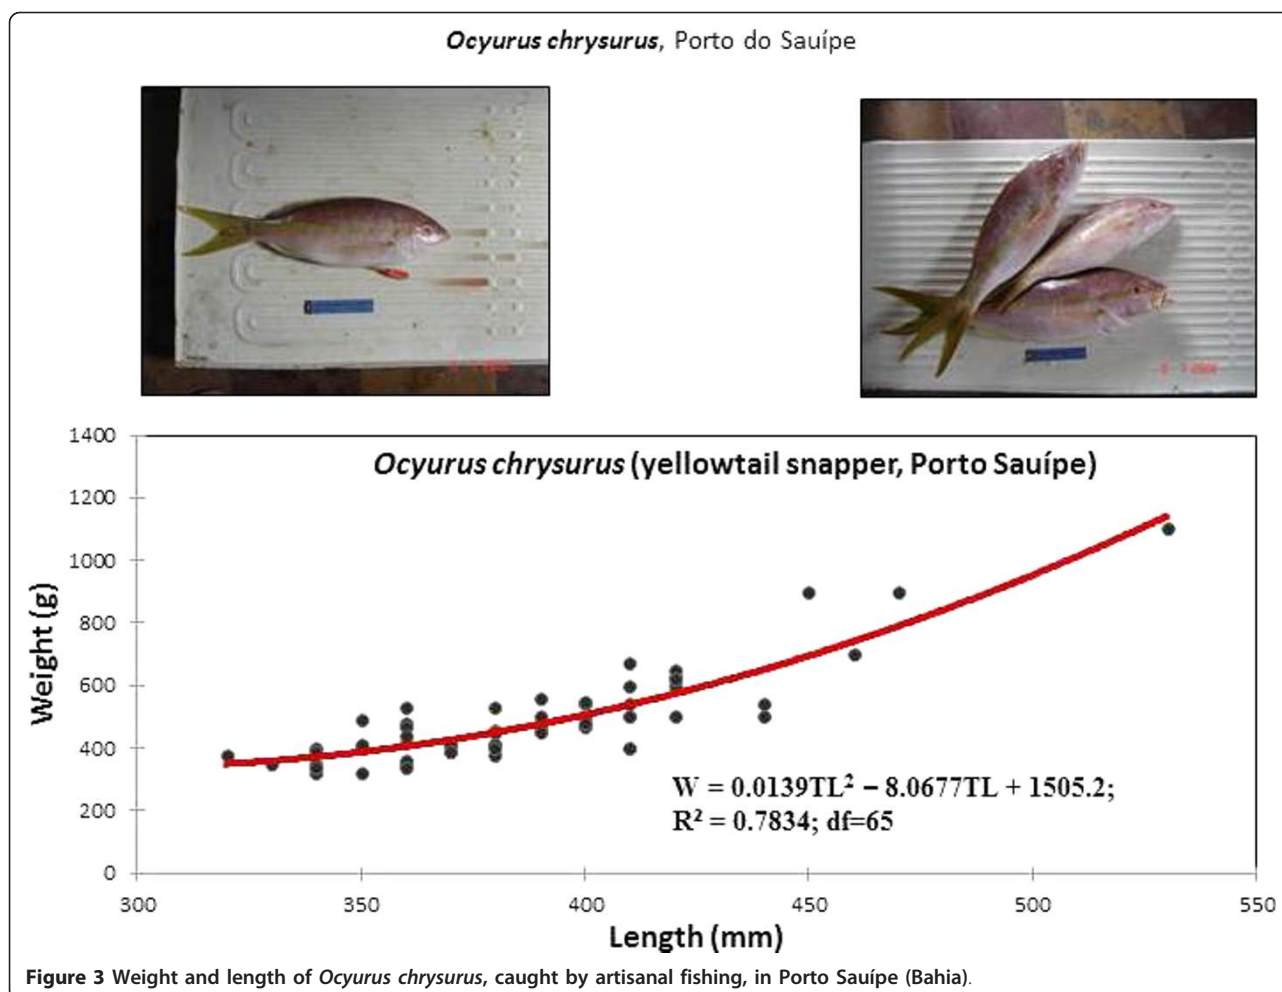 Ocyurus chrysurus, Porto do Sauípe
1400
1200
1000
800
600
400
200
0
Weight (g)
Ocyurus chrysurus (yellowtail snapper, Porto Sauípe)
W = 0.0139TL² – 8.0677TL + 1505.2;
R² = 0.7834; df=65
300 350 400 450 500 550
Length (mm)
Figure 3 Weight and length of Ocyurus chrysurus, caught by artisanal fishing, in Porto Sauípe (Bahia).